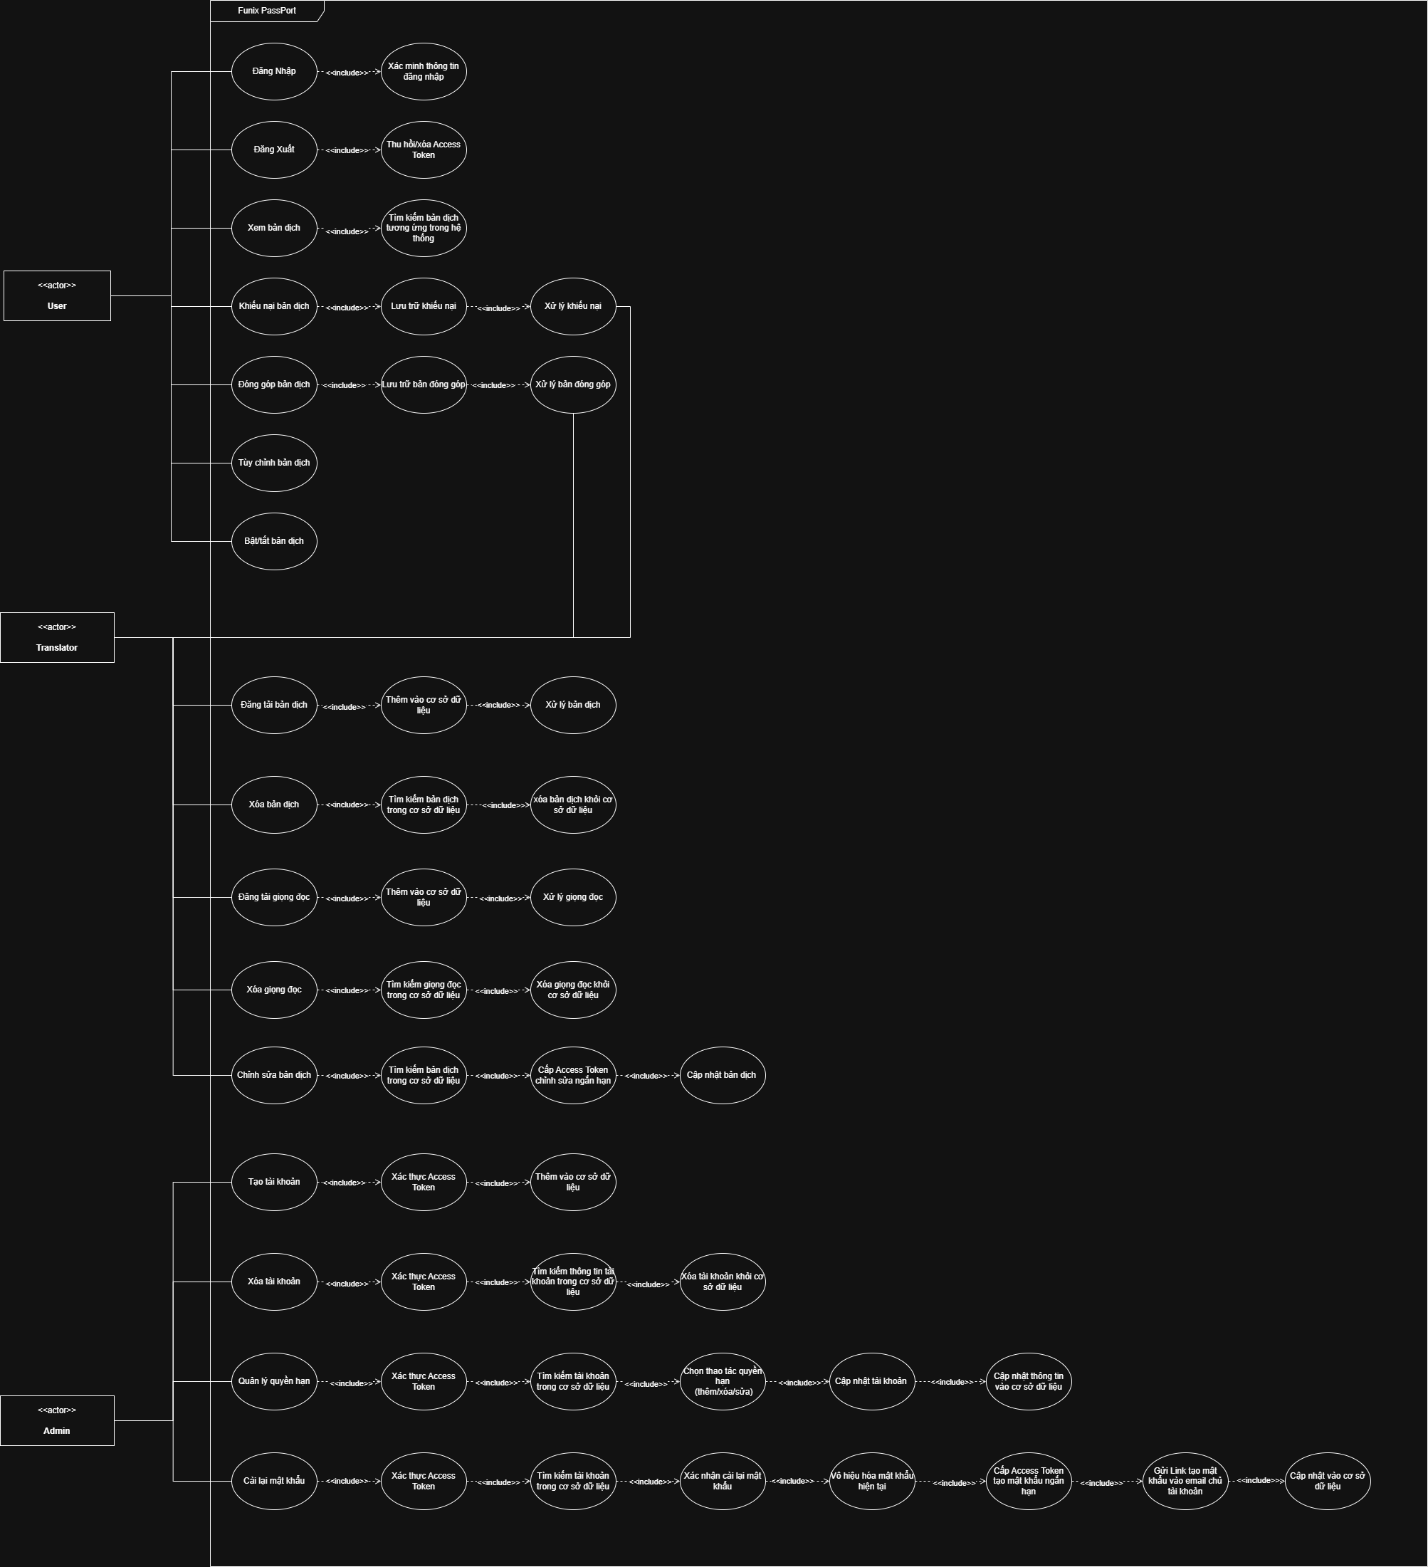 Funix PassPort
Đăng Nhập
<<include>>
Xác minh thông tin
đăng nhập
Đăng Xuất
<<include>>
Thu hồi/xóa Access
Token
Xem bản dịch
<<include>>
Tìm kiếm bản dịch
tương ứng trong hệ
thống
<<actor>>
User
Khiếu nại bản dịch
<<include>>
Lưu trữ khiếu nại
<<include>>
Xử lý khiếu nại
Đóng góp bản dịch
<<include>>
Lưu trữ bản đóng góp
<<include>>
Xử lý bản đóng góp
Tùy chỉnh bản dịch
Bật/tắt bản dịch
<<actor>>
Translator
Đăng tải bản dịch
<<include>>
Thêm vào cơ sở dữ
liệu
<<include>>
Xử lý bản dịch
Xóa bản dịch
<<include>>
Tìm kiếm bản dịch
trong cơ sở dữ liệu
<<include>>
xóa bản dịch khỏi cơ
sở dữ liệu
Đăng tải giọng đọc
<<include>>
Thêm vào cơ sở dữ
liệu
<<include>>
Xử lý giọng đọc
Xóa giọng đọc
<<include>>
Tìm kiếm giọng đọc
trong cơ sở dữ liệu
<<include>>
Xóa giọng đọc khỏi
cơ sở dữ liệu
Chỉnh sửa bản dịch
<<include>>
Tìm kiếm bản dịch
trong cơ sở dữ liệu
<<include>>
Cấp Access Token
chỉnh sửa ngắn hạn
<<include>>
Cập nhật bản dịch
Tạo tài khoản
<<include>>
Xác thực Access
Token
<<include>>
Thêm vào cơ sở dữ
liệu
Xóa tài khoản
<<include>>
Xác thực Access
Token
<<include>>
Tìm kiếm thông tin tài
khoản trong cơ sở dữ
liệu
<<include>>
Xóa tài khoản khỏi cơ
sở dữ liệu
Quản lý quyền hạn
<<include>>
Xác thực Access
Token
<<include>>
Tìm kiếm tài khoản
trong cơ sở dữ liệu
<<include>>
Chọn thao tác quyền
hạn
(thêm/xóa/sửa)
<<include>>
Cập nhật tài khoản
<<include>>
Cập nhật thông tin
vào cơ sở dữ liệu
<<actor>>
Admin
Cài lại mật khẩu
<<include>>
Xác thực Access
Token
<<include>>
Tìm kiếm tài khoản
trong cơ sở dữ liệu
<<include>>
Xác nhận cài lại mật
khẩu
<<include>>
Vô hiệu hóa mật khẩu
hiện tại
<<include>>
Cấp Access Token
tạo mật khẩu ngắn
hạn
<<include>>
Gửi Link tạo mật
khẩu vào email chủ
tài khoản
<<include>>
Cập nhật vào cơ sở
dữ liệu